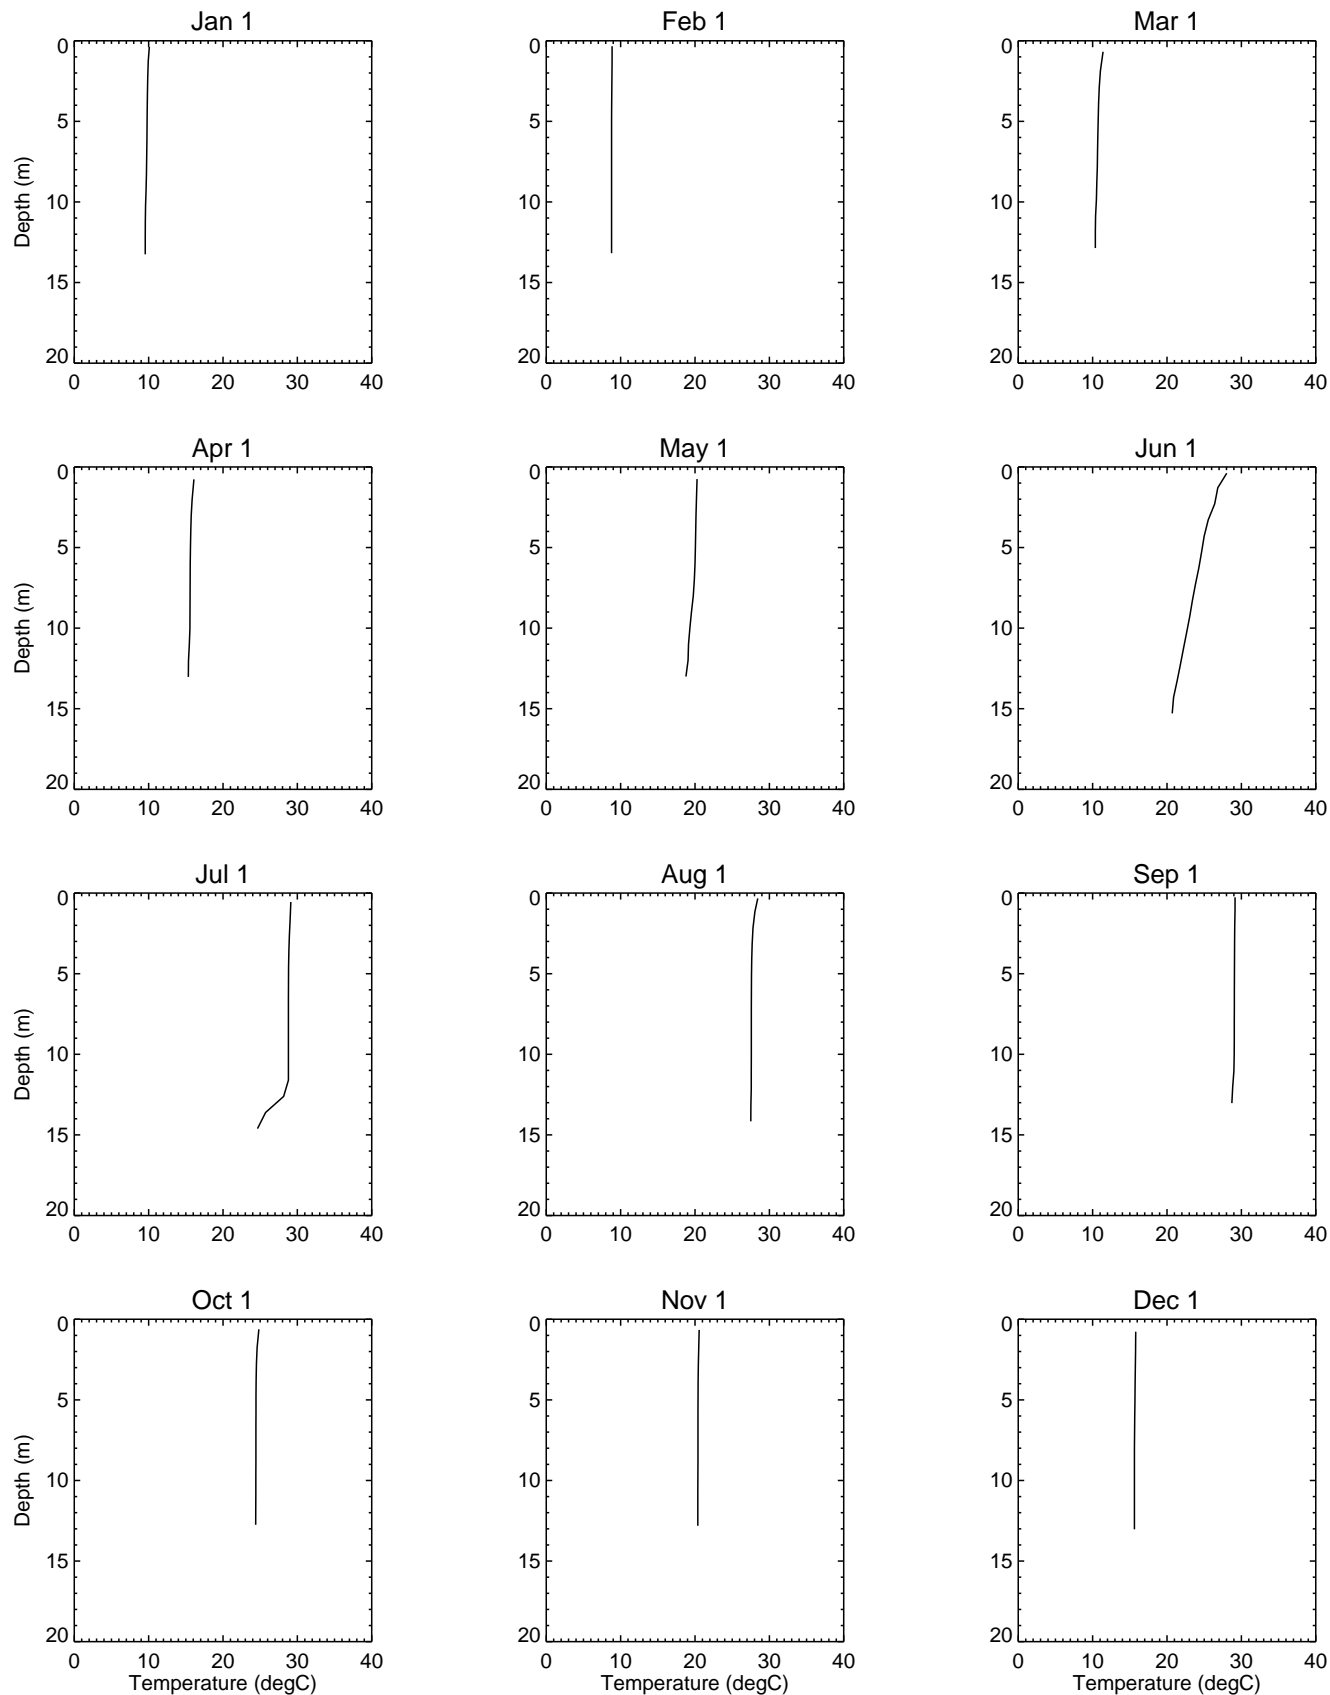 Jan 1 Feb 1 Mar 1
0 0 0
5 5 5
Depth (m)
10 10 10
15 15 15
20 20 20
0 10 20 30 40 0 10 20 30 40 0 10 20 30 40
Apr 1 May 1 Jun 1
0 0 0
5 5 5
Depth (m)
10 10 10
15 15 15
20 20 20
0 10 20 30 40 0 10 20 30 40 0 10 20 30 40
Jul 1 Aug 1 Sep 1
0 0 0
5 5 5
Depth (m)
10 10 10
15 15 15
20 20 20
0 10 20 30 40 0 10 20 30 40 0 10 20 30 40
Oct 1 Nov 1 Dec 1
0 0 0
5 5 5
Depth (m)
10 10 10
15 15 15
20 20 20
0 10 20 30 40 0 10 20 30 40 0 10 20 30 40
Temperature (degC) Temperature (degC) Temperature (degC)